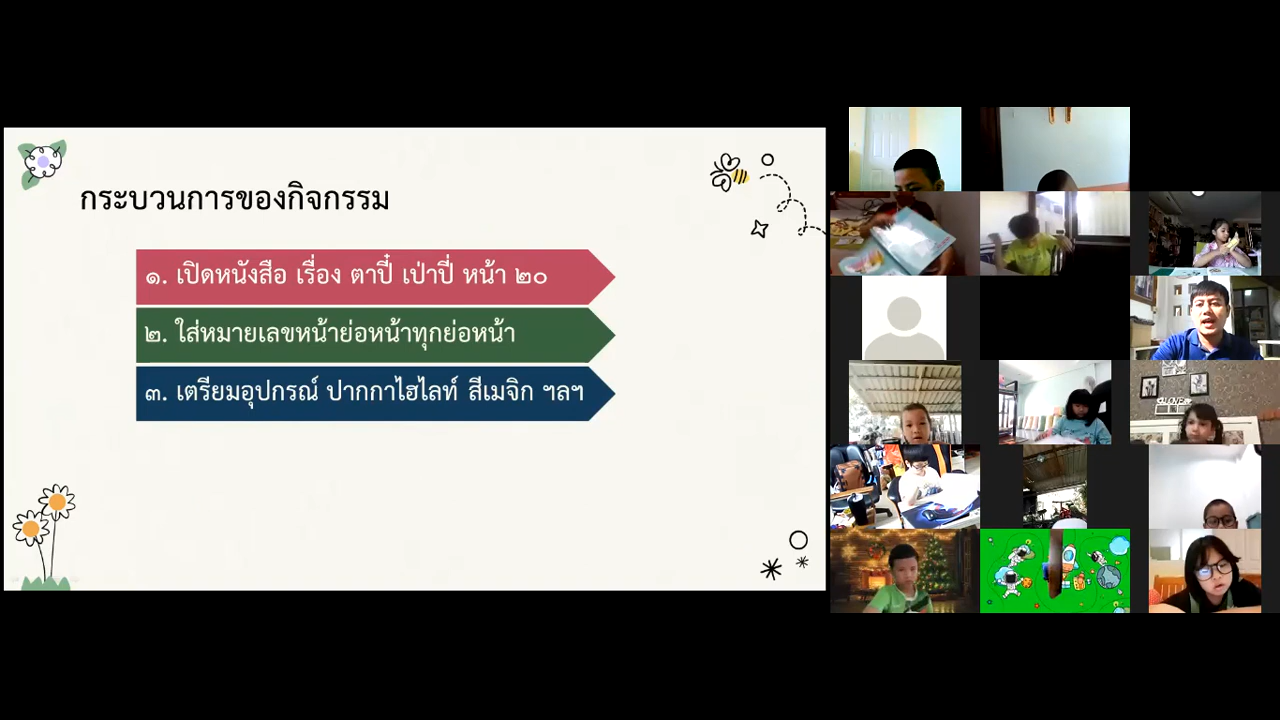 กระบวนการของกิจกรรม
๑. เปิดหนังสือ เรื่อง ตาปี๋ เป่าปี่ หน้า ๒๐
๒. ใส่หมายเลขหน้าย่อหน้าทุกย่อหน้า
๓. เตรียมอุปกรณ์ ปากกาไฮไลท์ สีเมจิก ฯลฯ
LOVE